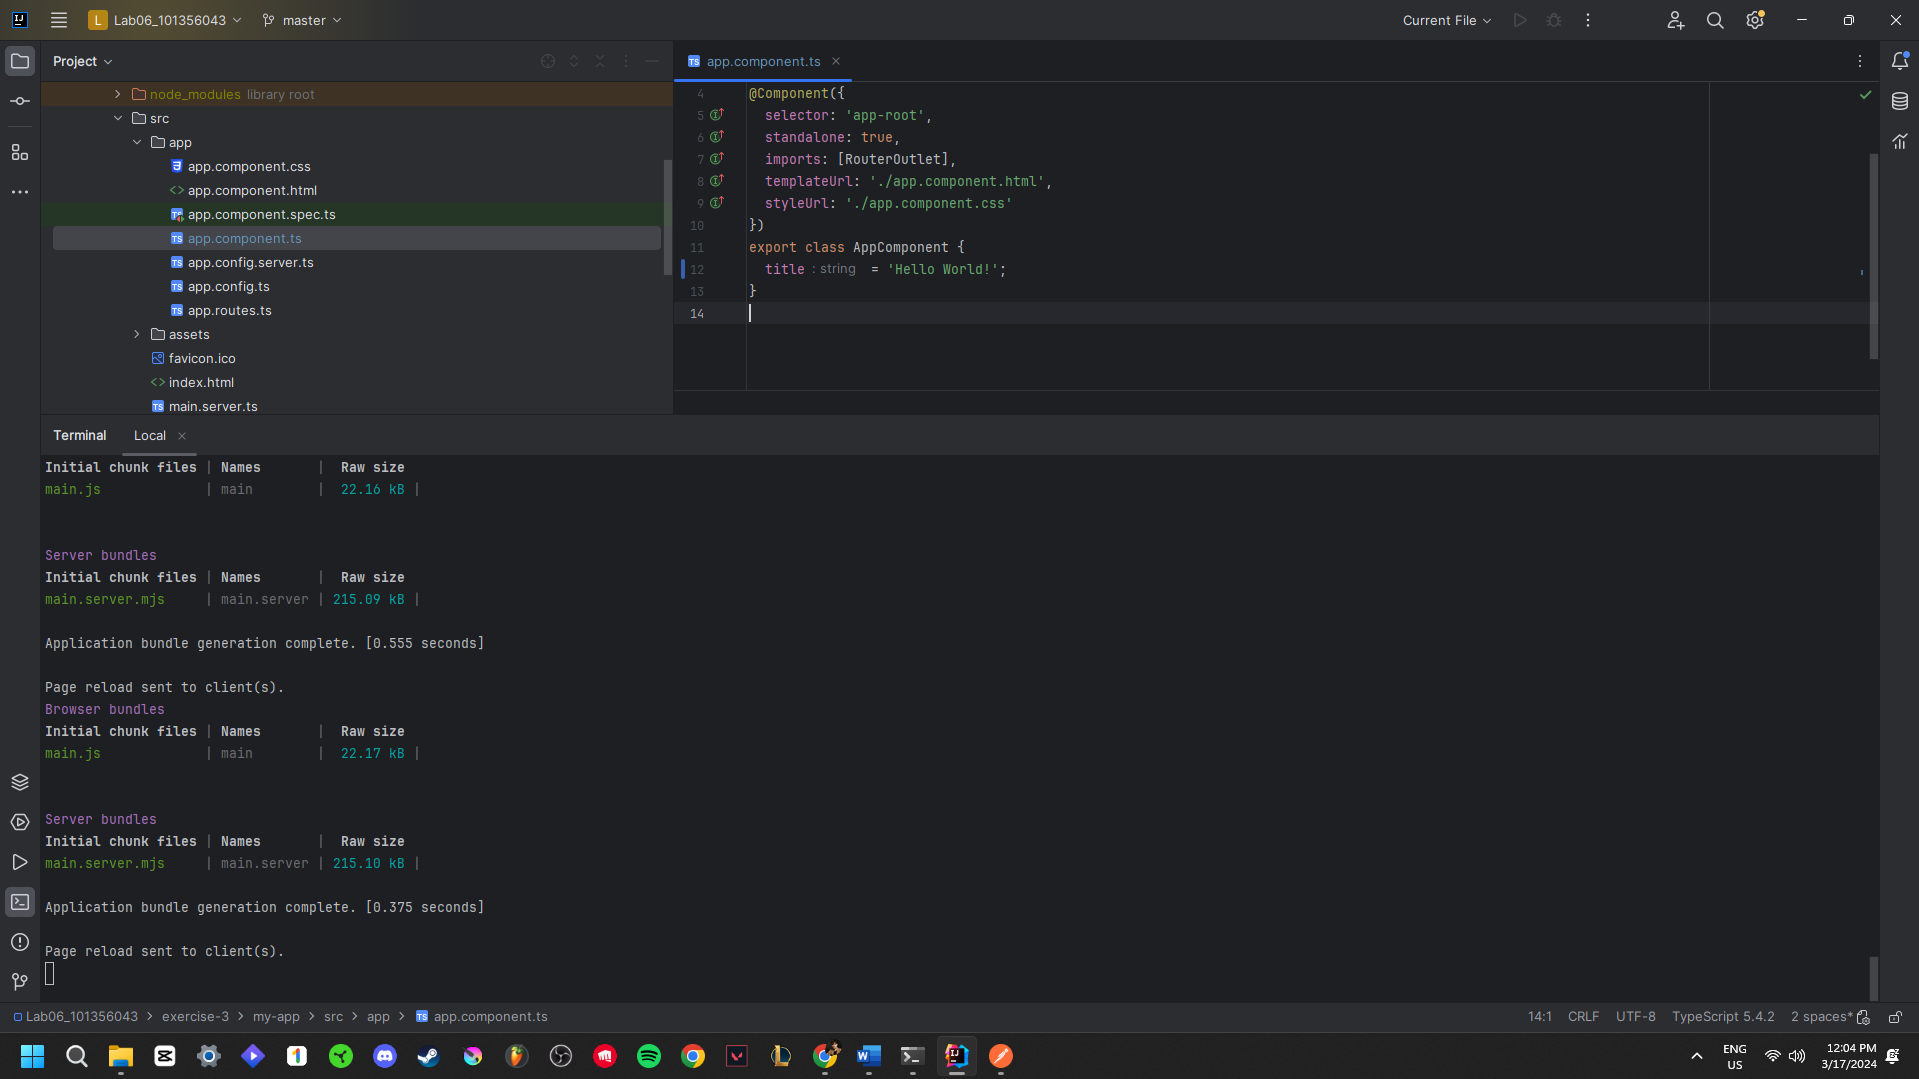 L Lab06_101356043 master Current File
Project
node_modules library root
src
app
app.component.css
app.component.html
app.component.spec.ts
app.component.ts
app.config.server.ts
app.config.ts
app.routes.ts
assets
favicon.ico
index.html
main.server.ts
app.component.ts
4 @Component({
5 selector: 'app-root',
6 standalone: true,
7 imports: [RouterOutlet],
8 templateUrl: './app.component.html',
9 styleUrl: './app.component.css'
10 })
11 export class AppComponent {
12 title : string = 'Hello World!';
13 }
14
Terminal Local
Initial chunk files | Names | Raw size
main.js | main | 22.16 kB |
Server bundles
Initial chunk files | Names | Raw size
main.server.mjs | main.server | 215.09 kB |
Application bundle generation complete. [0.555 seconds]
Page reload sent to client(s).
Browser bundles
Initial chunk files | Names | Raw size
main.js | main | 22.17 kB |
Server bundles
Initial chunk files | Names | Raw size
main.server.mjs | main.server | 215.10 kB |
Application bundle generation complete. [0.375 seconds]
Page reload sent to client(s).
Lab06_101356043 > exercise-3 > my-app > src > app > app.component.ts
14:1 CRLF UTF-8 TypeScript 5.4.2 2 spaces*
ENG
US
12:04 PM
3/17/2024